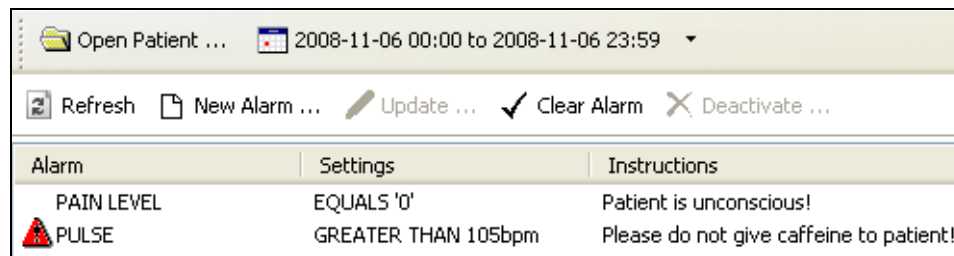 Open Patient ... 2008-11-06 00:00 to 2008-11-06 23:59
Refresh New Alarm ... Update ... Clear Alarm Deactivate ...
Alarm Settings Instructions
PAIN LEVEL EQUALS '0' Patient is unconscious!
PULSE GREATER THAN 105bpm Please do not give caffeine to patient!